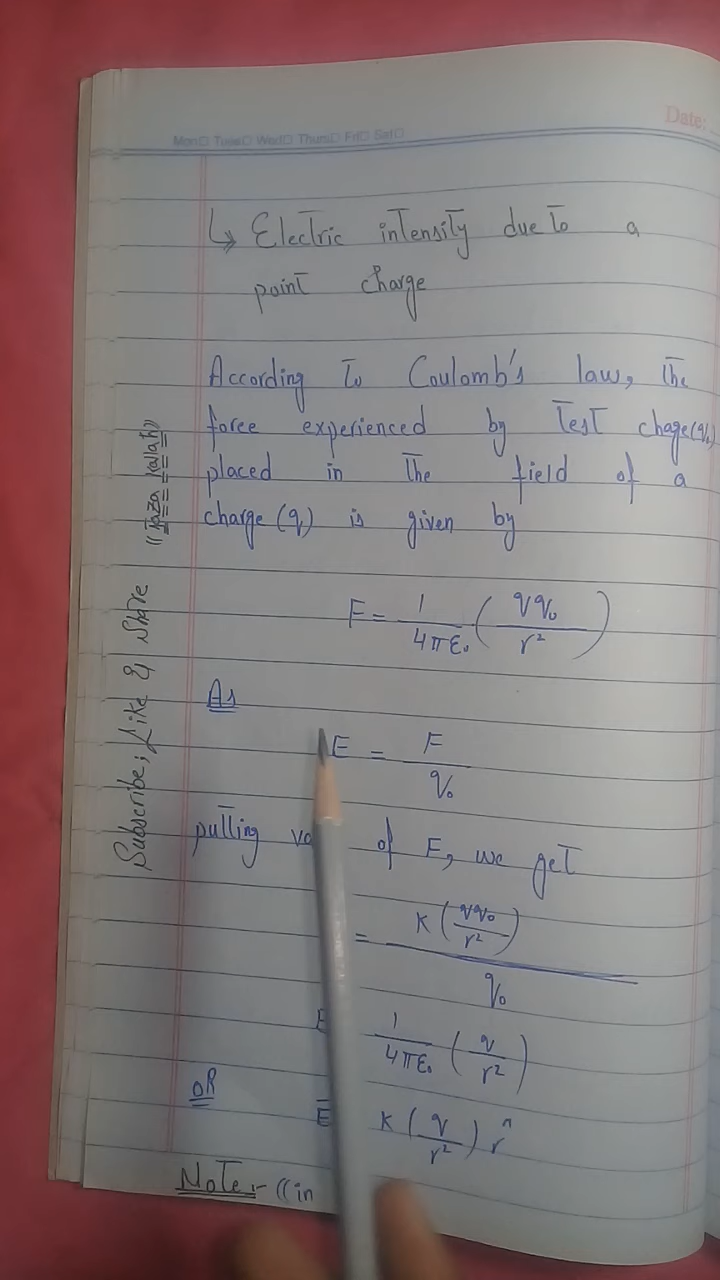 Mon Tues Wed Thurs Fri Sat
Date:
↳ Electric intensity due to a
point charge
According to Coulomb's law, the
force experienced by Test chage(q₀)
placed in the field of a
charge (q) is given by
F = 1/4πε₀ (qq₀/r²)
As
E = F/q₀
putting of F, we get
= K(qq₀/r²)/q₀
E 1/4πε₀ (q/r²)
OR
E K(q/r²) r̂
Note:- ((in
Subscribe; Like & Share